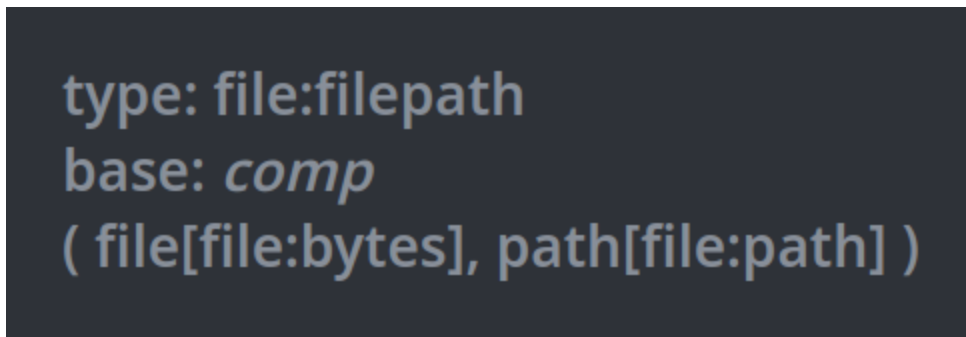 type: file:filepath
base: comp
( file[file:bytes], path[file:path] )